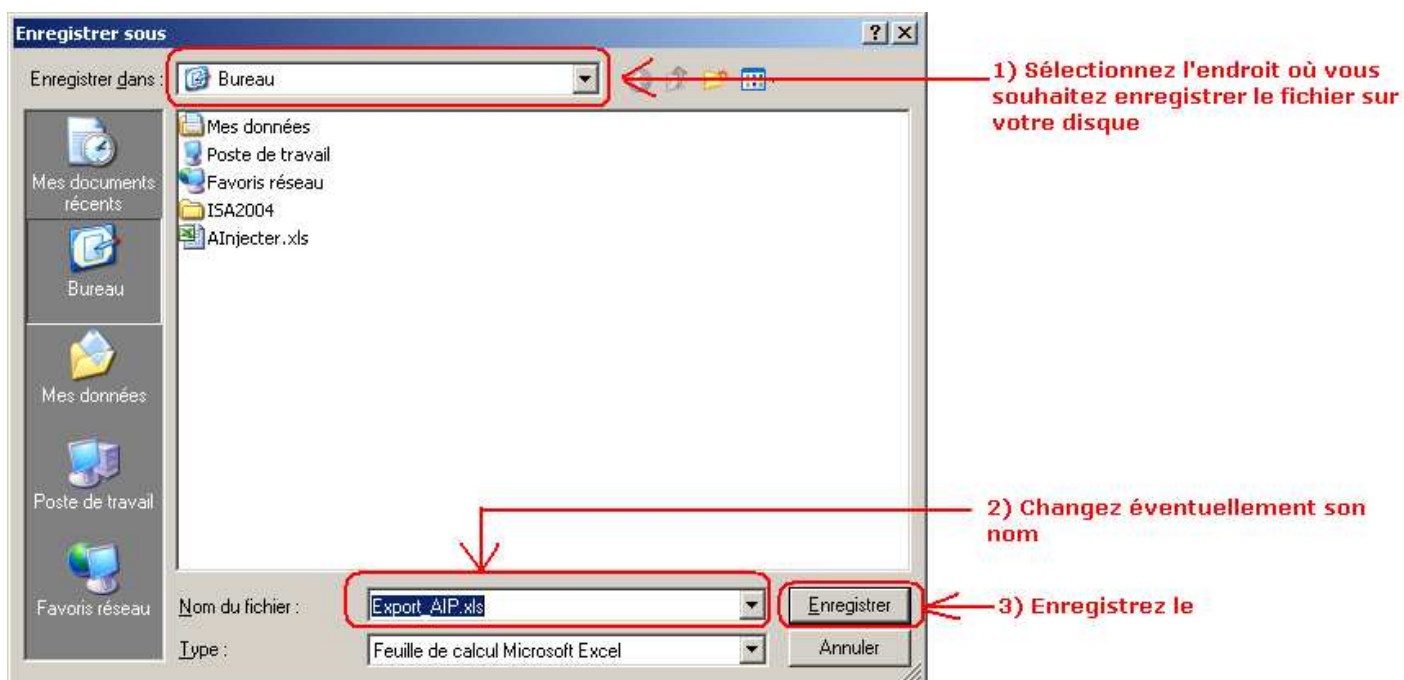 Enregistrer sous
Enregistrer dans :
Bureau
1) Sélectionnez l'endroit où vous
souhaitez enregistrer le fichier sur
votre disque
Mes documents
récents
Bureau
Mes données
Poste de travail
Favoris réseau
Mes données
Poste de travail
Favoris réseau
ISA2004
AInjecter.xls
2) Changez éventuellement son
nom
Nom du fichier :
Export_AIP.xls
Enregistrer
3) Enregistrez le
Type :
Feuille de calcul Microsoft Excel
Annuler